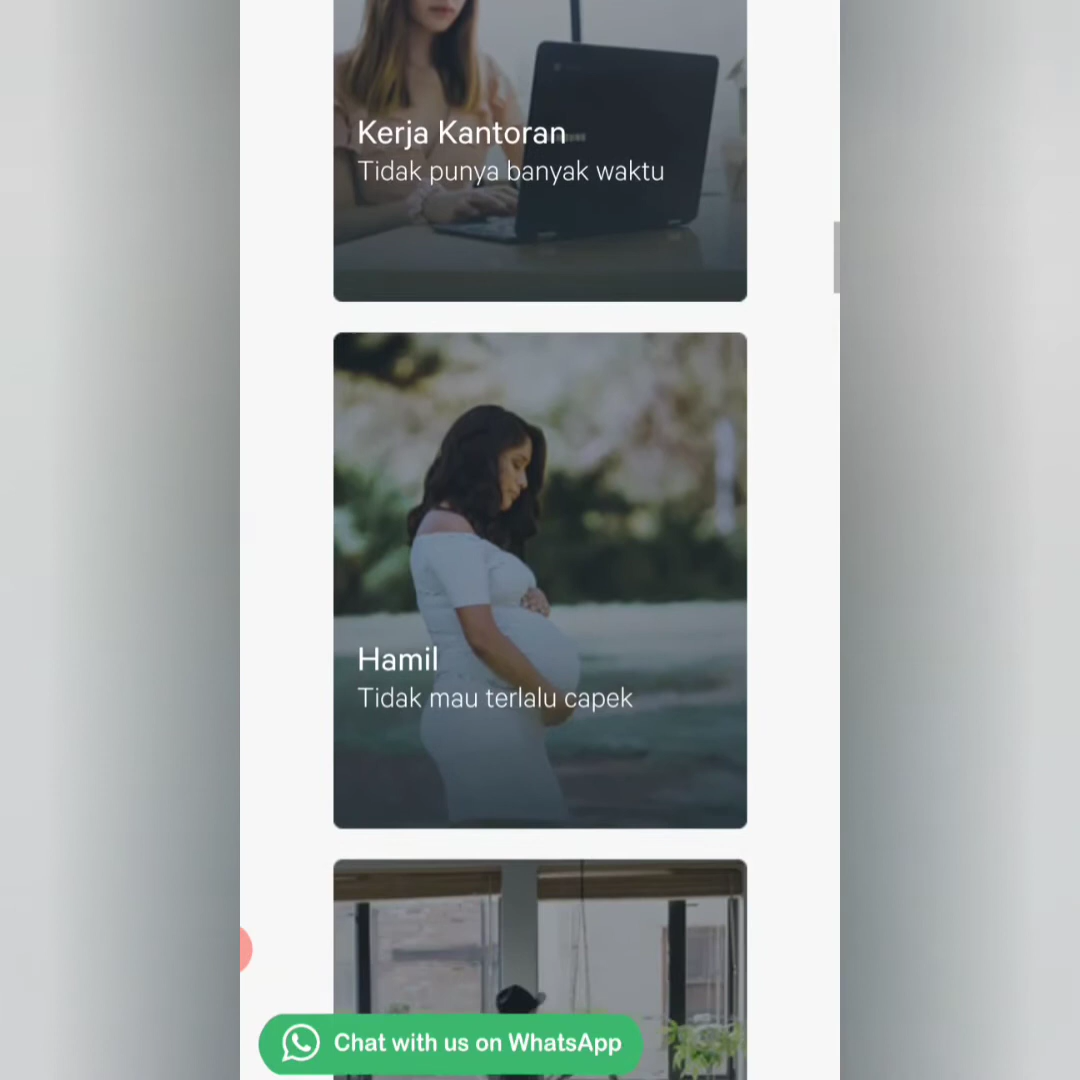 Kerja Kantoran
Tidak punya banyak waktu
Hamil
Tidak mau terlalu capek
Chat with us on WhatsApp